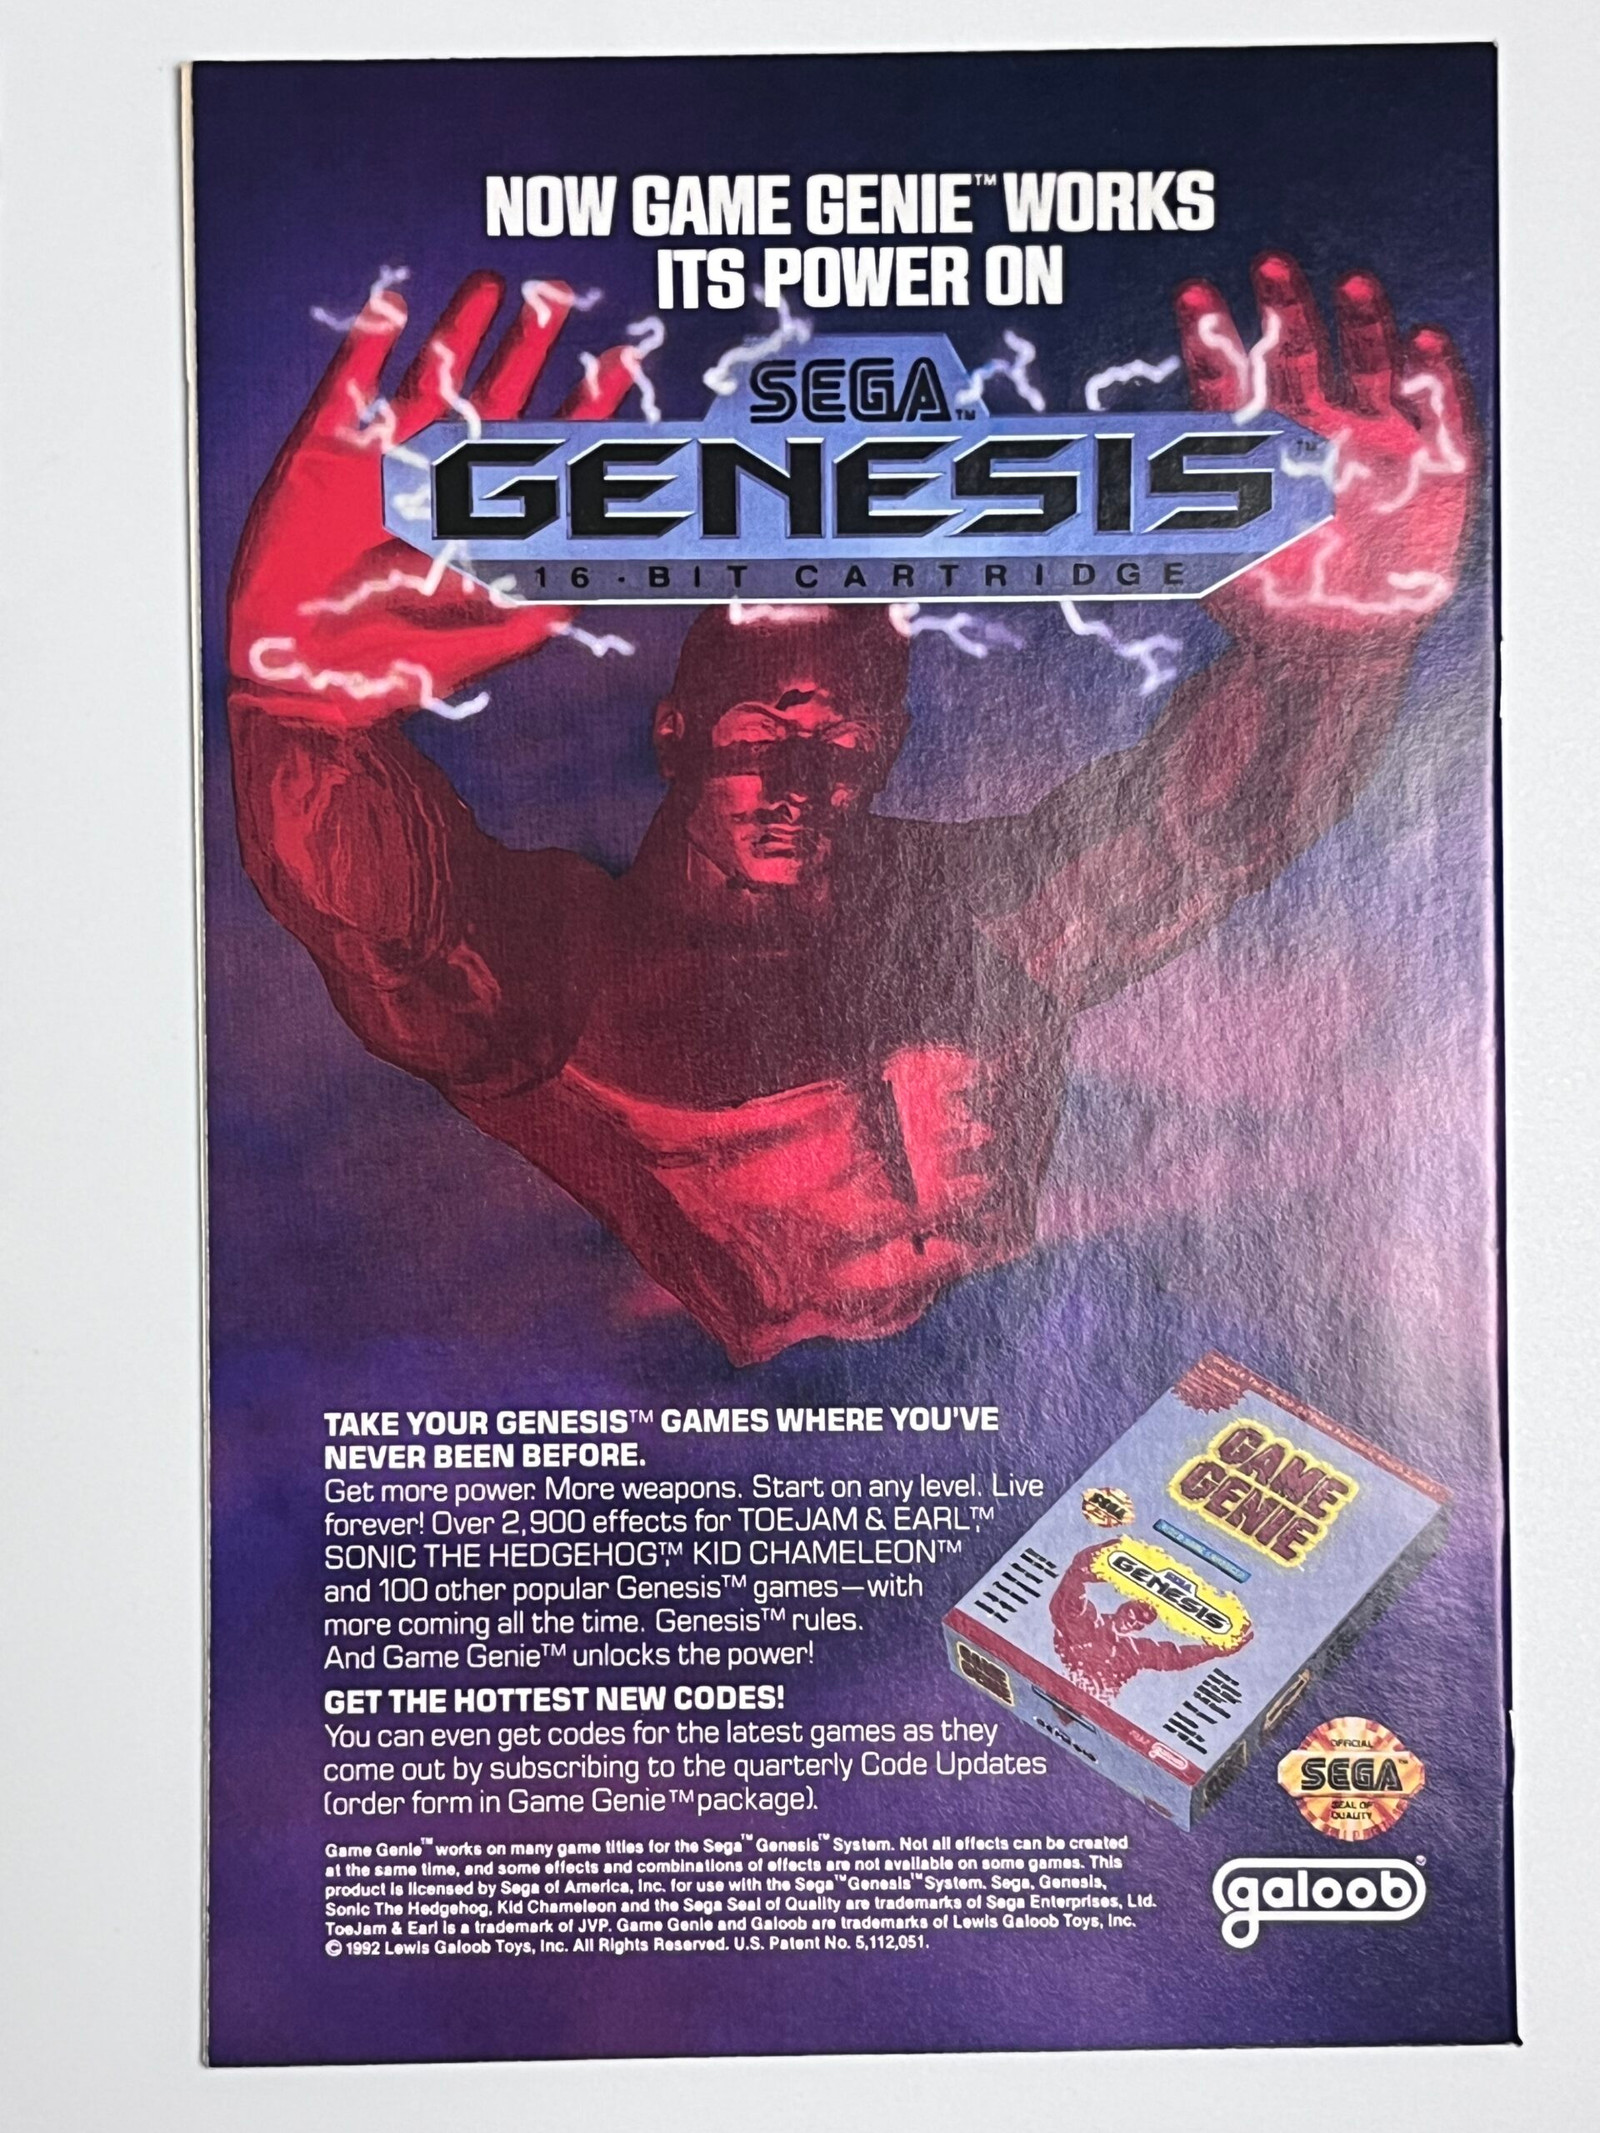 NOW GAME GENIE™ WORKS
ITS POWER ON
SEGA™
GENESIS™
16-BIT CARTRIDGE
TAKE YOUR GENESIS™ GAMES WHERE YOU'VE
NEVER BEEN BEFORE.
Get more power. More weapons. Start on any level. Live
forever! Over 2,900 effects for TOEJAM & EARL,™
SONIC THE HEDGEHOG,™ KID CHAMELEON™
and 100 other popular Genesis™ games—with
more coming all the time. Genesis™ rules.
And Game Genie™ unlocks the power!
GET THE HOTTEST NEW CODES!
You can even get codes for the latest games as they
come out by subscribing to the quarterly Code Updates
(order form in Game Genie™ package).
Game Genie™ works on many game titles for the Sega™ Genesis™ System. Not all effects can be created
at the same time, and some effects and combinations of effects are not available on some games. This
product is licensed by Sega of America, Inc. for use with the Sega™ Genesis™ System. Sega, Genesis,
Sonic The Hedgehog, Kid Chameleon and the Sega Seal of Quality are trademarks of Sega Enterprises, Ltd.
ToeJam & Earl is a trademark of JVP. Game Genie and Galoob are trademarks of Lewis Galoob Toys, Inc.
© 1992 Lewis Galoob Toys, Inc. All Rights Reserved. U.S. Patent No. 5,112,051.
GAME
GENIE
SEGA
SEGA
GENESIS
GAME
GENIE
galoob
OFFICIAL
SEGA™
SEAL OF
QUALITY
galoob